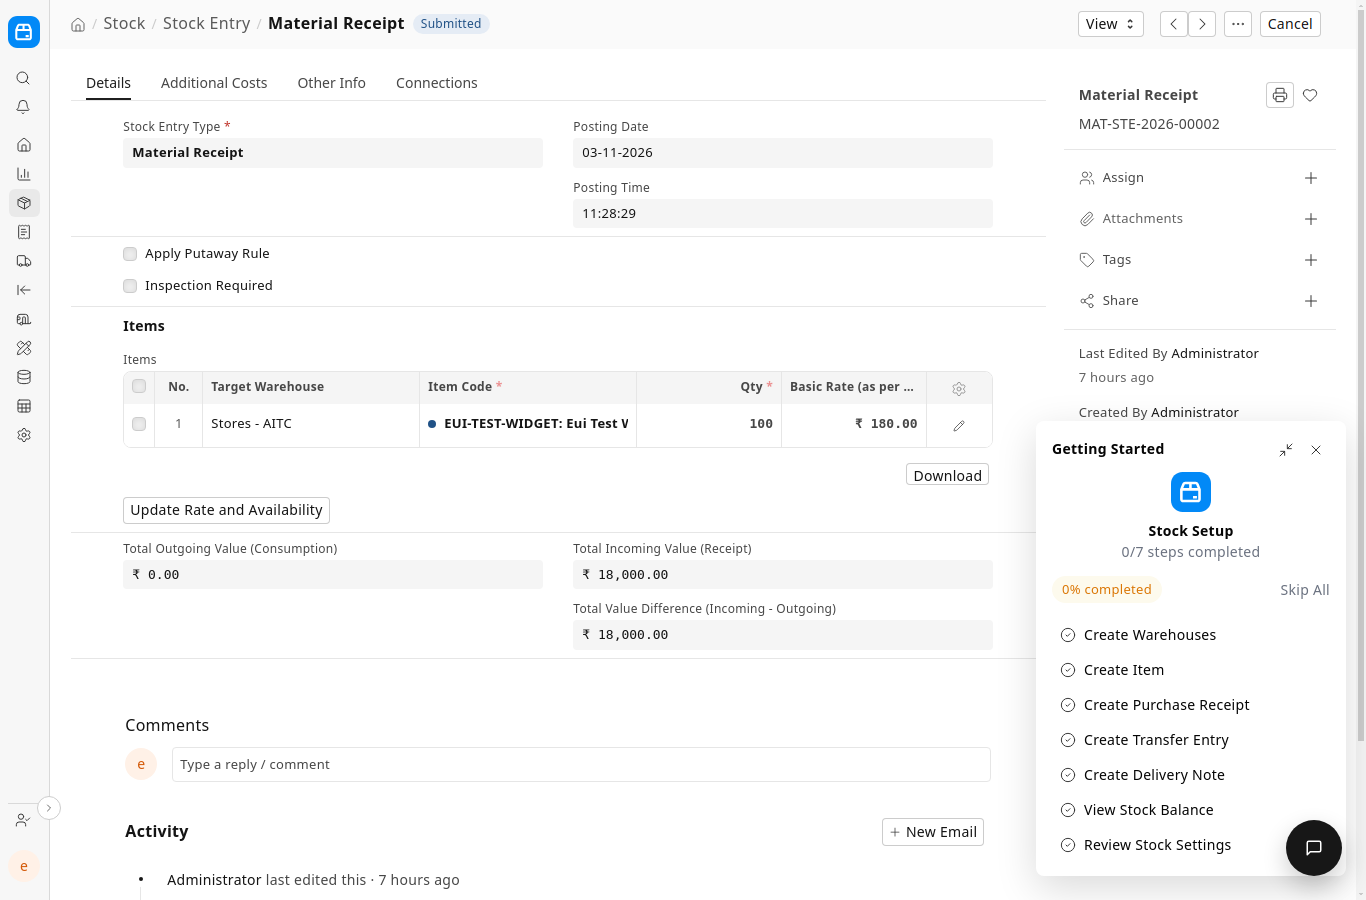 / Stock / Stock Entry / Material Receipt Submitted
View
... Cancel
Details Additional Costs Other Info Connections
Stock Entry Type *
Material Receipt
Posting Date
03-11-2026
Posting Time
11:28:29
Apply Putaway Rule
Inspection Required
Items
Items
No. Target Warehouse Item Code * Qty * Basic Rate (as per ...
1 Stores - AITC EUI-TEST-WIDGET: Eui Test 100 ₹ 180.00
Download
Update Rate and Availability
Total Outgoing Value (Consumption)
₹ 0.00
Total Incoming Value (Receipt)
₹ 18,000.00
Total Value Difference (Incoming - Outgoing)
₹ 18,000.00
Comments
e
Type a reply / comment
Activity
New Email
Administrator last edited this · 7 hours ago
Material Receipt
MAT-STE-2026-00002
Assign
Attachments
Tags
Share
Last Edited By Administrator
7 hours ago
Created By Administrator
Getting Started
Stock Setup
0/7 steps completed
0% completed
Skip All
Create Warehouses
Create Item
Create Purchase Receipt
Create Transfer Entry
Create Delivery Note
View Stock Balance
Review Stock Settings
e